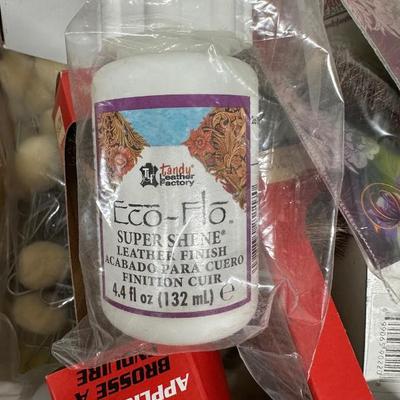 tandy
Leather
Factory
Eco-Flo.
SUPER SHENE®
LEATHER FINISH
ACABADO PARA CUERO
FINITION CUIR
4.4 fl oz (132 mL) ℮
BROSSE À